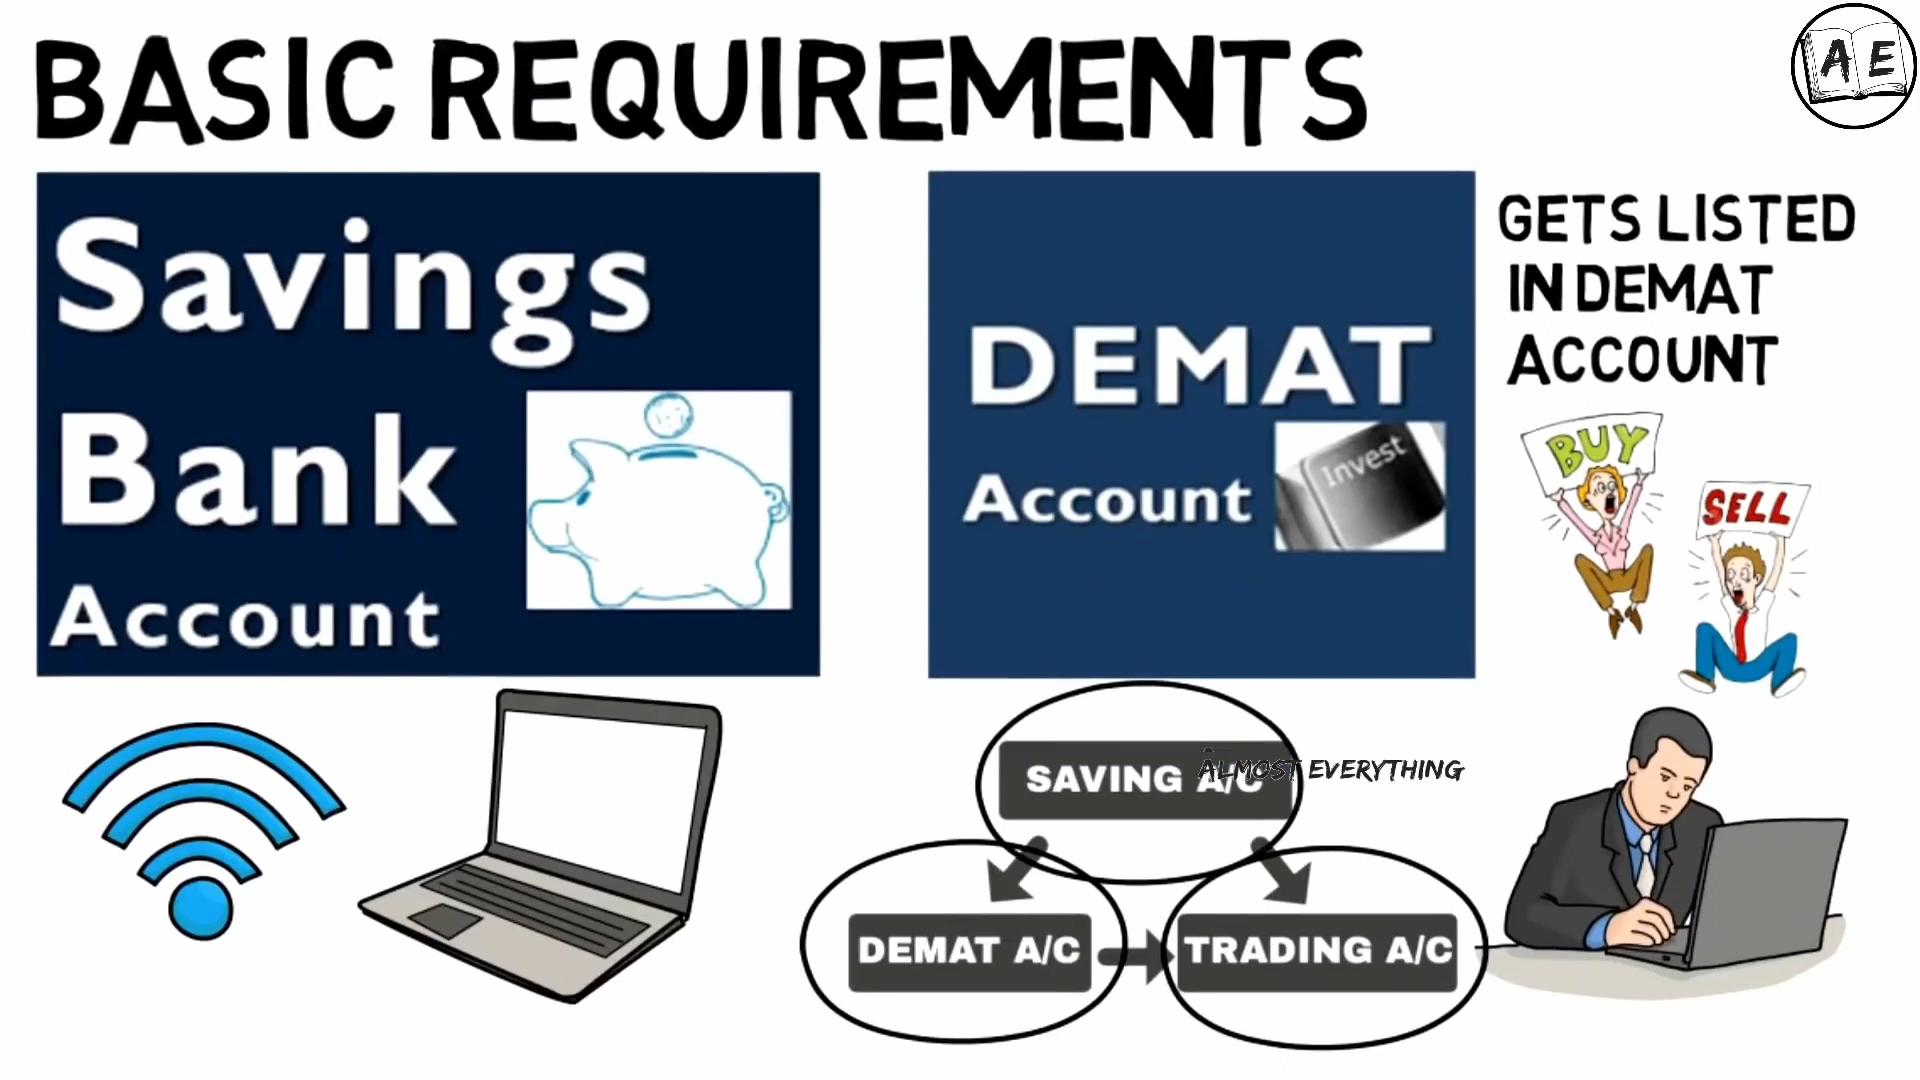 BASIC REQUIREMENTS
A E
Savings
Bank
Account
DEMAT
Account
Invest
GETS LISTED
IN DEMAT
ACCOUNT
BUY
SELL
SAVING A/C
ALMOST EVERYTHING
DEMAT A/C
TRADING A/C